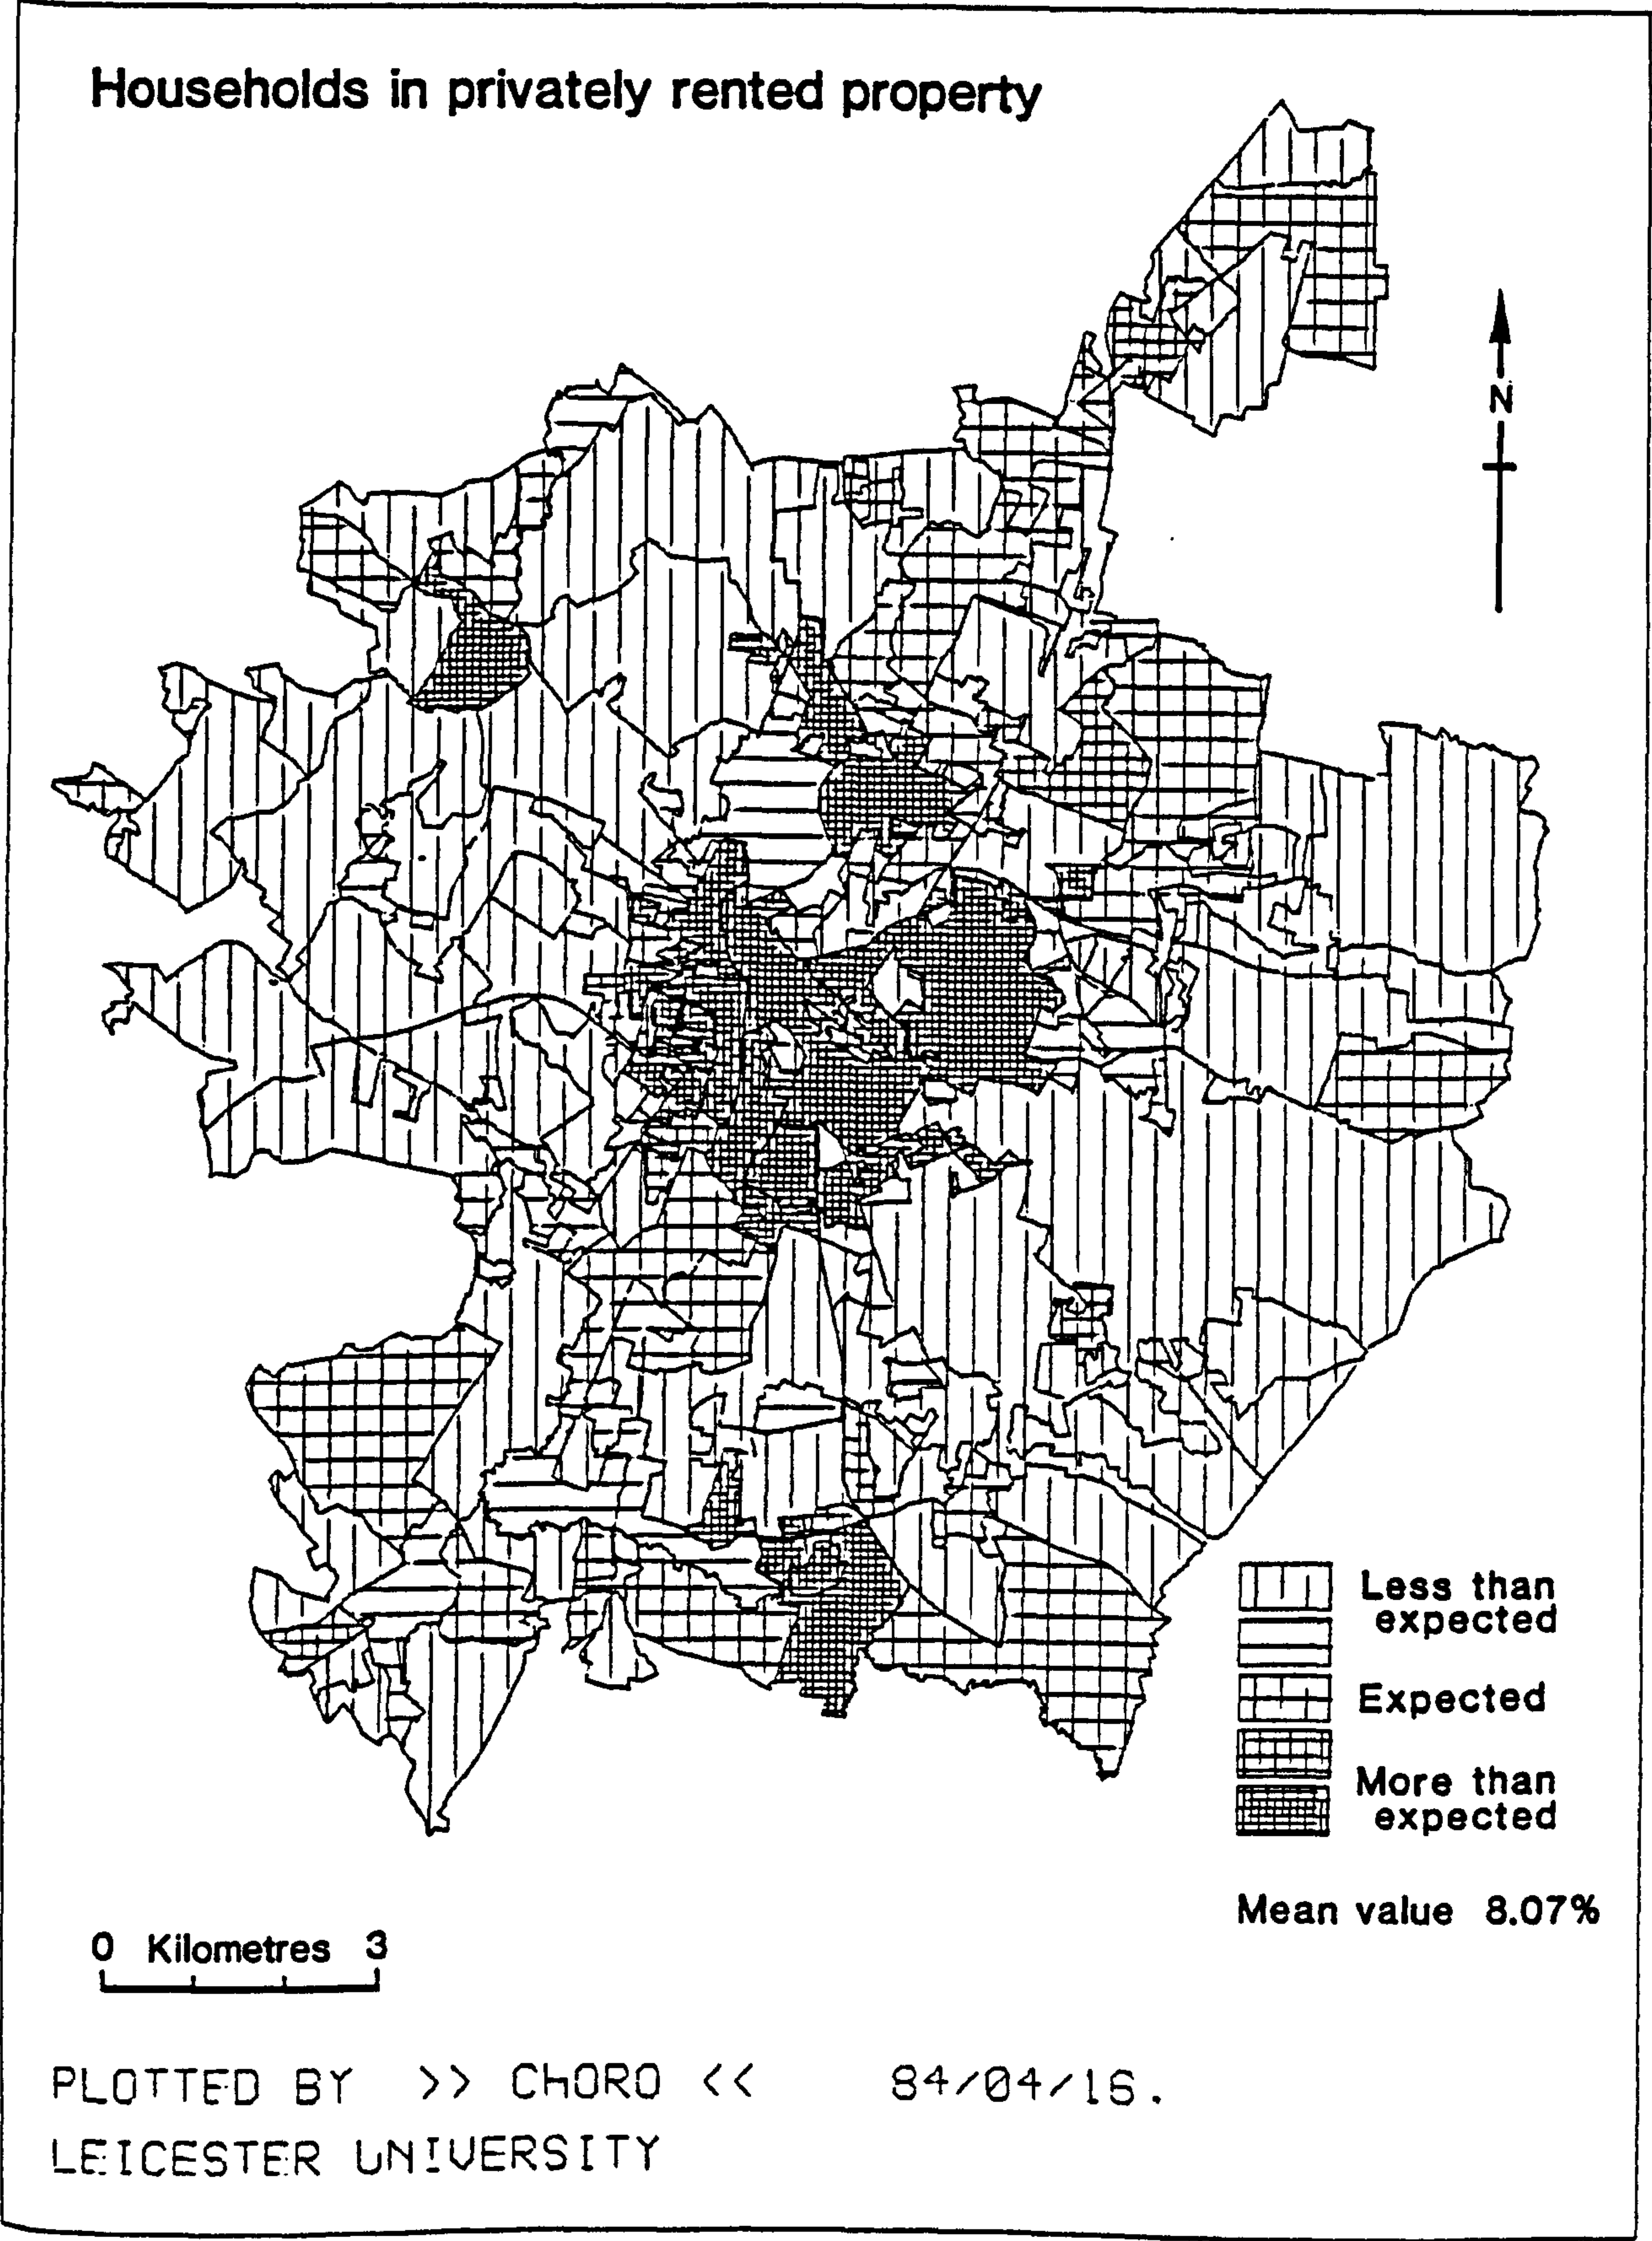 Households in privately rented property
N
Less than
expected
Expected
More than
expected
Mean value 8.07%
0 Kilometres 3
PLOTTED BY >> CHORO << 84/04/16.
LEICESTER UNIVERSITY